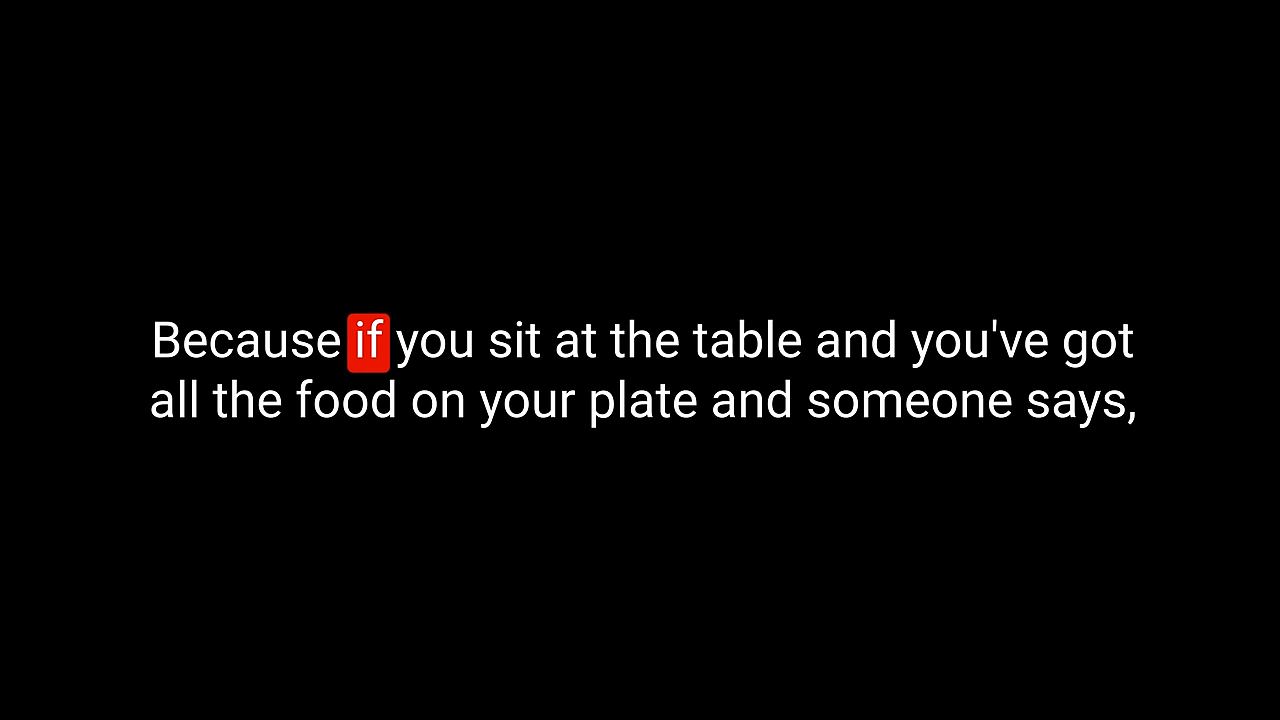 Because if you sit at the table and you've got
all the food on your plate and someone says,